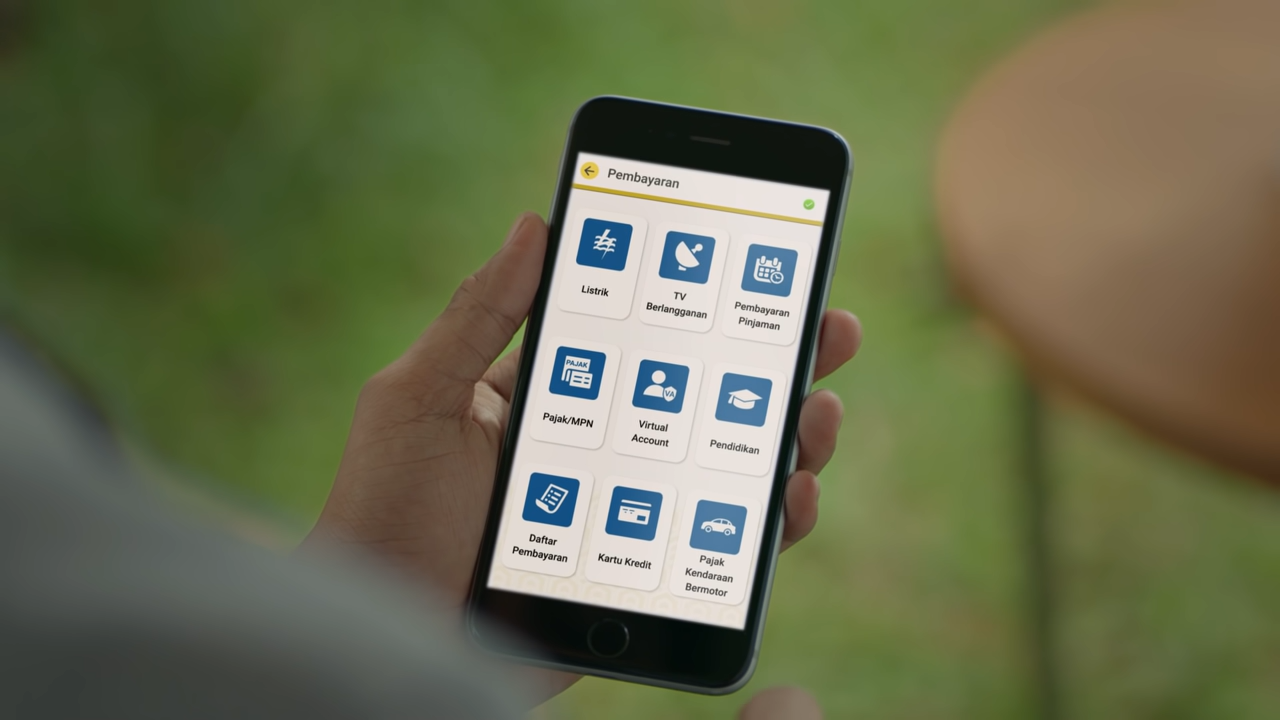 Pembayaran
Listrik
TV
Berlangganan
Pembayaran
Pinjaman
PAJAK
Pajak/MPN
VA
Virtual
Account
Pendidikan
Daftar
Pembayaran
Kartu Kredit
Pajak
Kendaraan
Bermotor